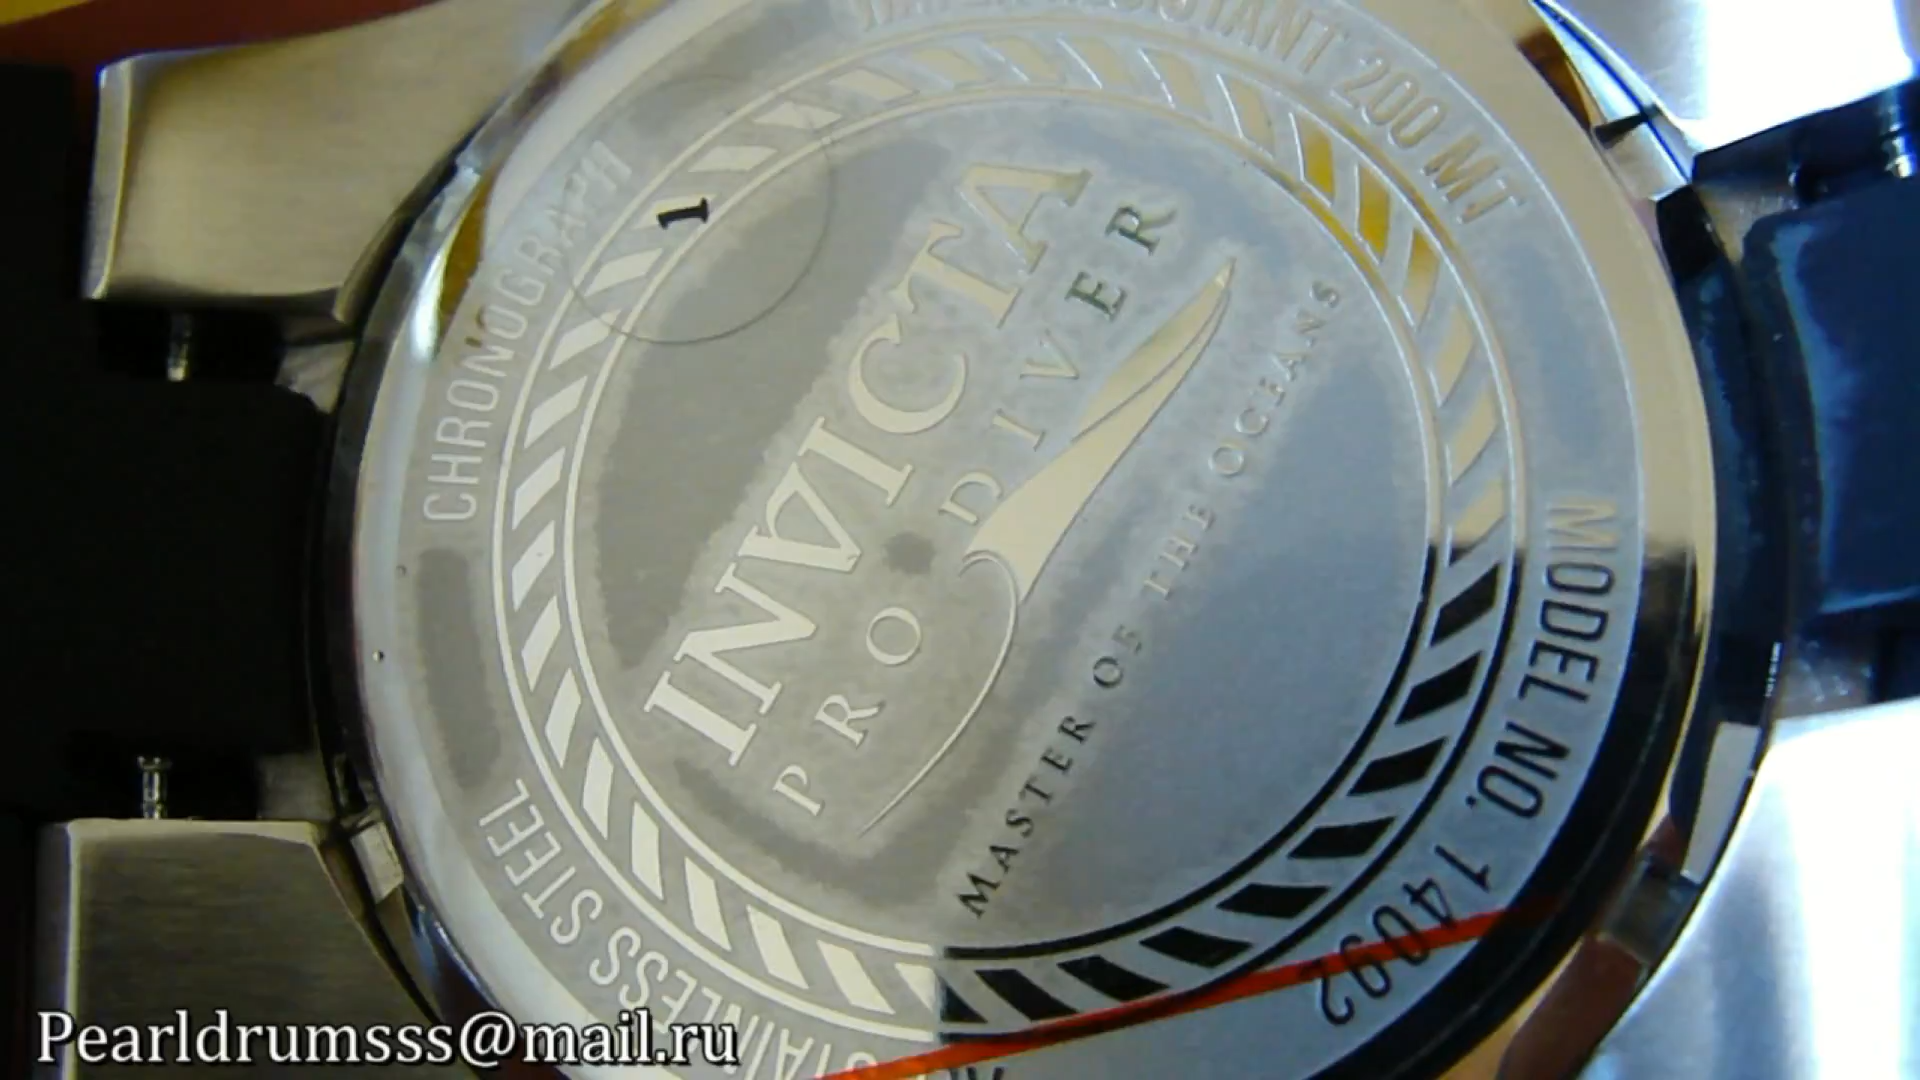 WATER RESISTANT 200 MT
CHRONOGRAPH
1
INVICTA
PRO DIVER
MASTER OF THE OCEANS
MODEL NO. 14092
STAINLESS STEEL
Pearldrumsss@mail.ru